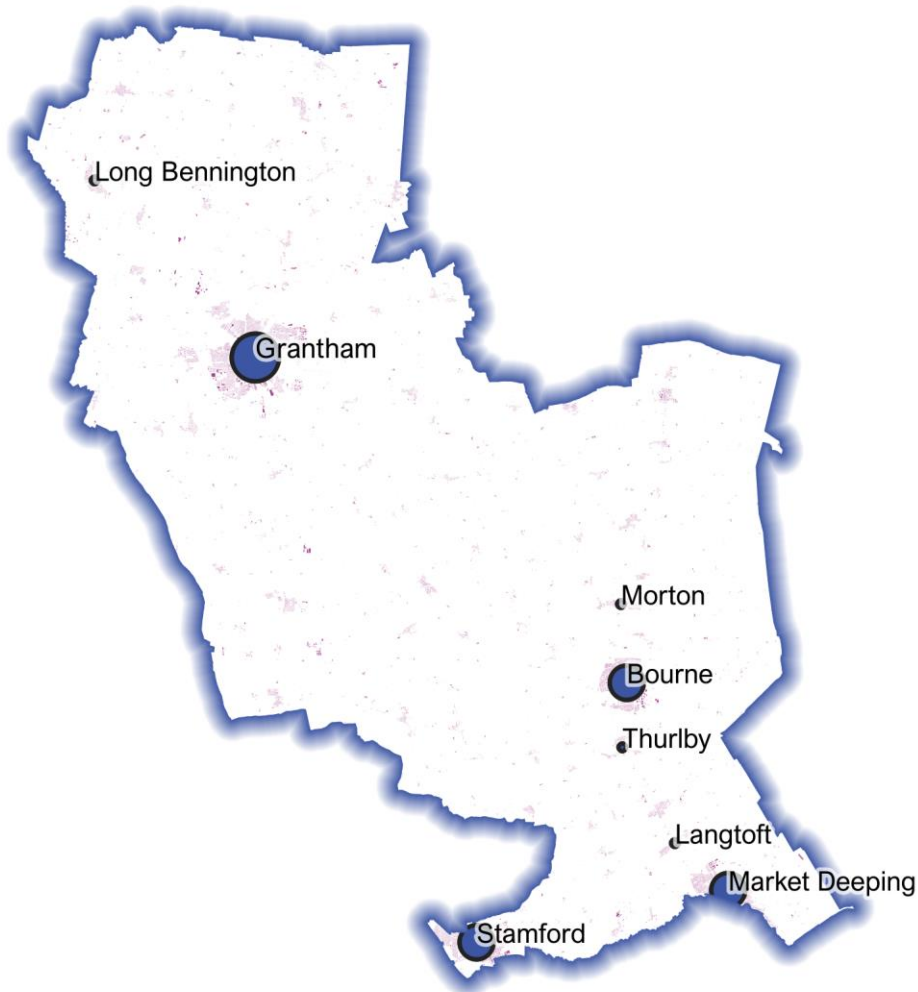 Long Bennington
Grantham
Morton
Bourne
Thurlby
Langtoft
Market Deeping
Stamford